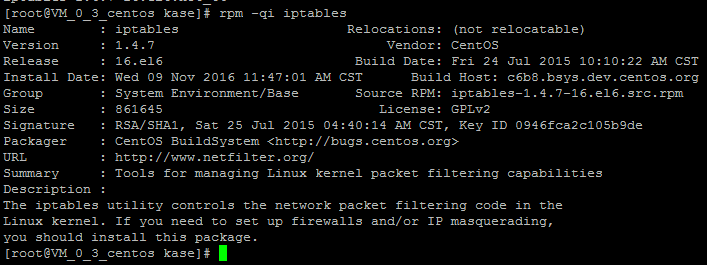 [root@VM_0_3_centos kase]# rpm -qi iptables
Name        : iptables                     Relocations: (not relocatable)
Version     : 1.4.7                             Vendor: CentOS
Release     : 16.el6                        Build Date: Fri 24 Jul 2015 10:10:22 AM CST
Install Date: Wed 09 Nov 2016 11:47:01 AM CST      Build Host: c6b8.bsys.dev.centos.org
Group       : System Environment/Base       Source RPM: iptables-1.4.7-16.el6.src.rpm
Size        : 861645                           License: GPLv2
Signature   : RSA/SHA1, Sat 25 Jul 2015 04:40:14 AM CST, Key ID 0946fca2c105b9de
Packager    : CentOS BuildSystem <http://bugs.centos.org>
URL         : http://www.netfilter.org/
Summary     : Tools for managing Linux kernel packet filtering capabilities
Description :
The iptables utility controls the network packet filtering code in the
Linux kernel. If you need to set up firewalls and/or IP masquerading,
you should install this package.
[root@VM_0_3_centos kase]#